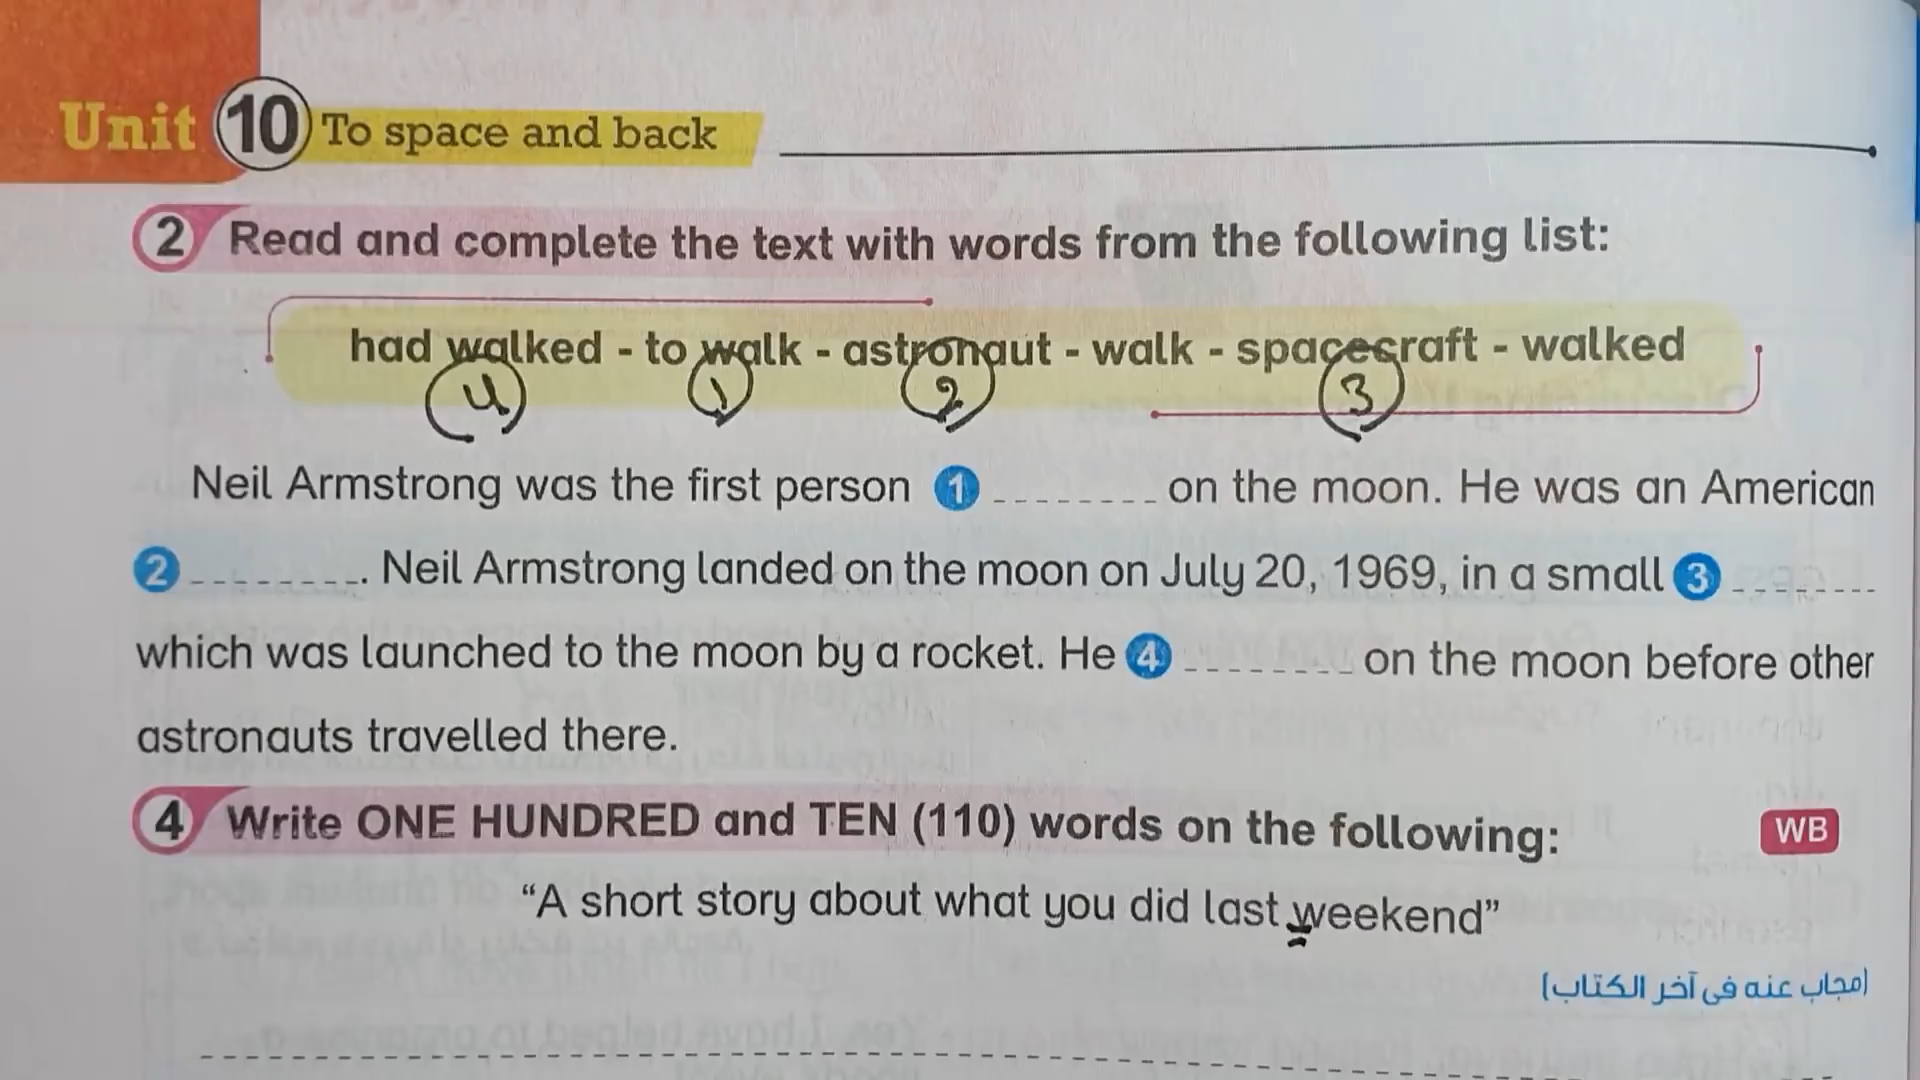 Unit 10 To space and back
2 Read and complete the text with words from the following list:
had walked - to walk - astronaut - walk - spacecraft - walked
4 1 2 3
Neil Armstrong was the first person 1 -------- on the moon. He was an American
2 --------. Neil Armstrong landed on the moon on July 20, 1969, in a small 3 -------
which was launched to the moon by a rocket. He 4 -------- on the moon before other
astronauts travelled there.
4 Write ONE HUNDRED and TEN (110) words on the following: WB
“A short story about what you did last weekend”
(مجاب عنه فى آخر الكتاب)